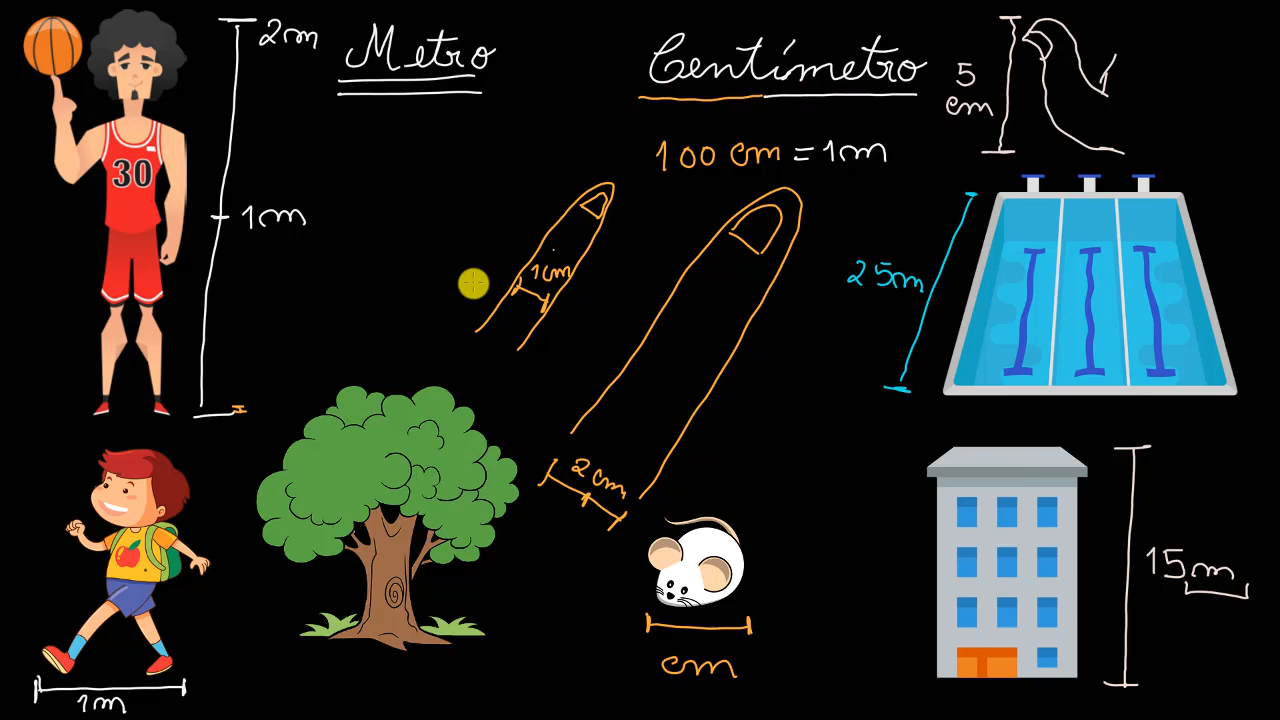 2m
Metro
Centímetro
5
cm
100 cm = 1m
30
1m
1cm
25m
2cm
15m
cm
1m